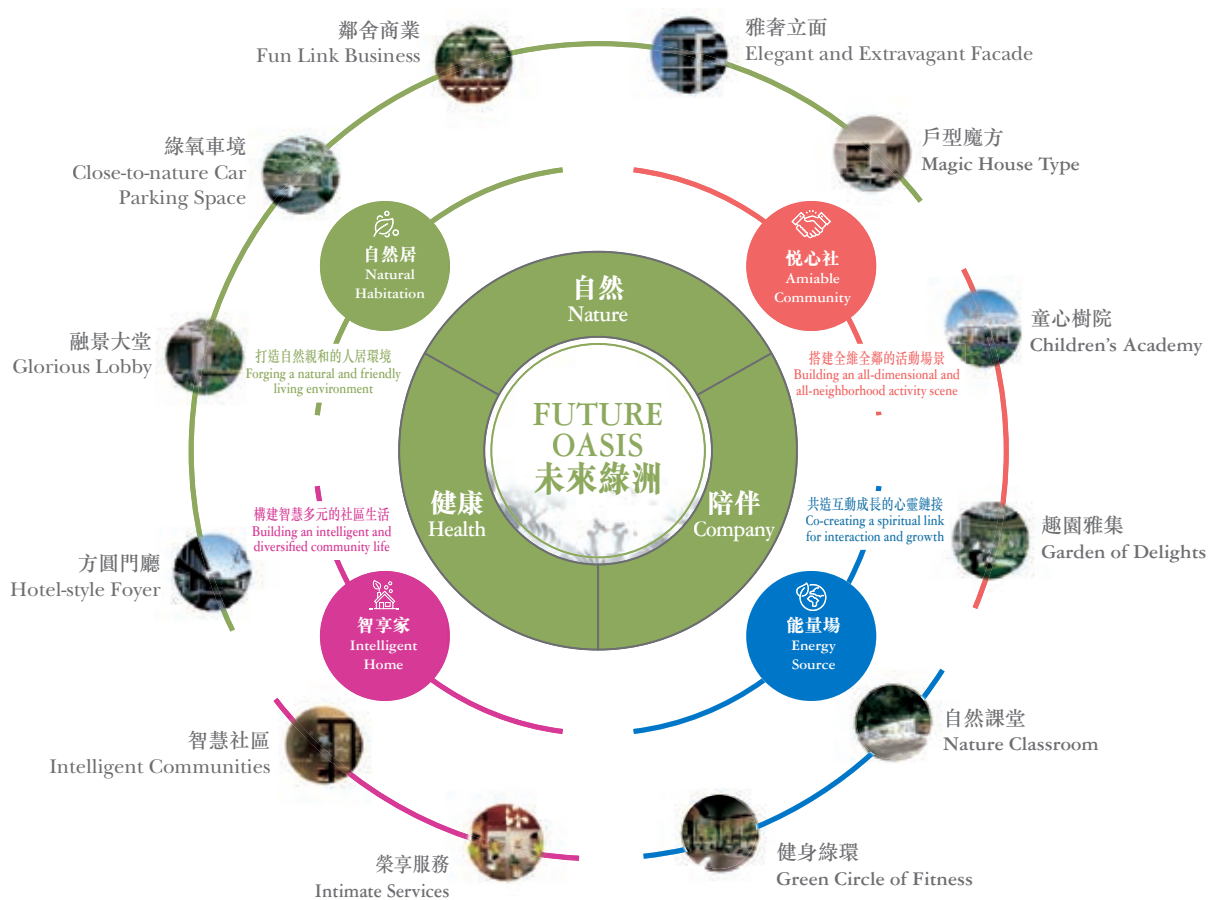 鄰舍商業
Fun Link Business
雅奢立面
Elegant and Extravagant Facade
綠氧車境
Close-to-nature Car
Parking Space
戶型魔方
Magic House Type
自然居
Natural
Habitation
悦心社
Amiable
Community
自然
Nature
融景大堂
Glorious Lobby
打造自然親和的人居環境
Forging a natural and friendly
living environment
搭建全維全鄰的活動場景
Building an all-dimensional and
all-neighborhood activity scene
童心樹院
Children's Academy
FUTURE
OASIS
未來綠洲
健康
Health
陪伴
Company
構建智慧多元的社區生活
Building an intelligent and
diversified community life
共造互動成長的心靈鏈接
Co-creating a spiritual link
for interaction and growth
方圓門廳
Hotel-style Foyer
趣園雅集
Garden of Delights
智享家
Intelligent
Home
能量場
Energy
Source
智慧社區
Intelligent Communities
自然課堂
Nature Classroom
榮享服務
Intimate Services
健身綠環
Green Circle of Fitness